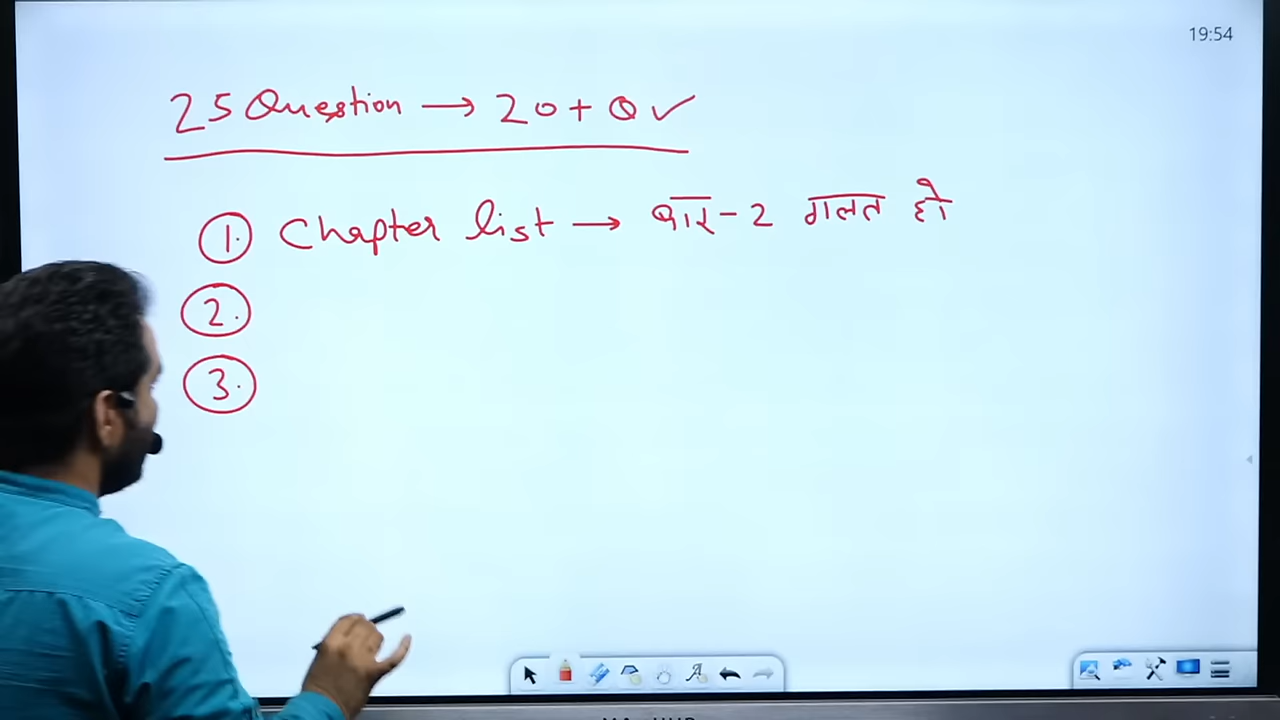 19:54
25 Question → 20+ Q ✓
1. Chapter list → बार-2 गलत हो
2.
3.